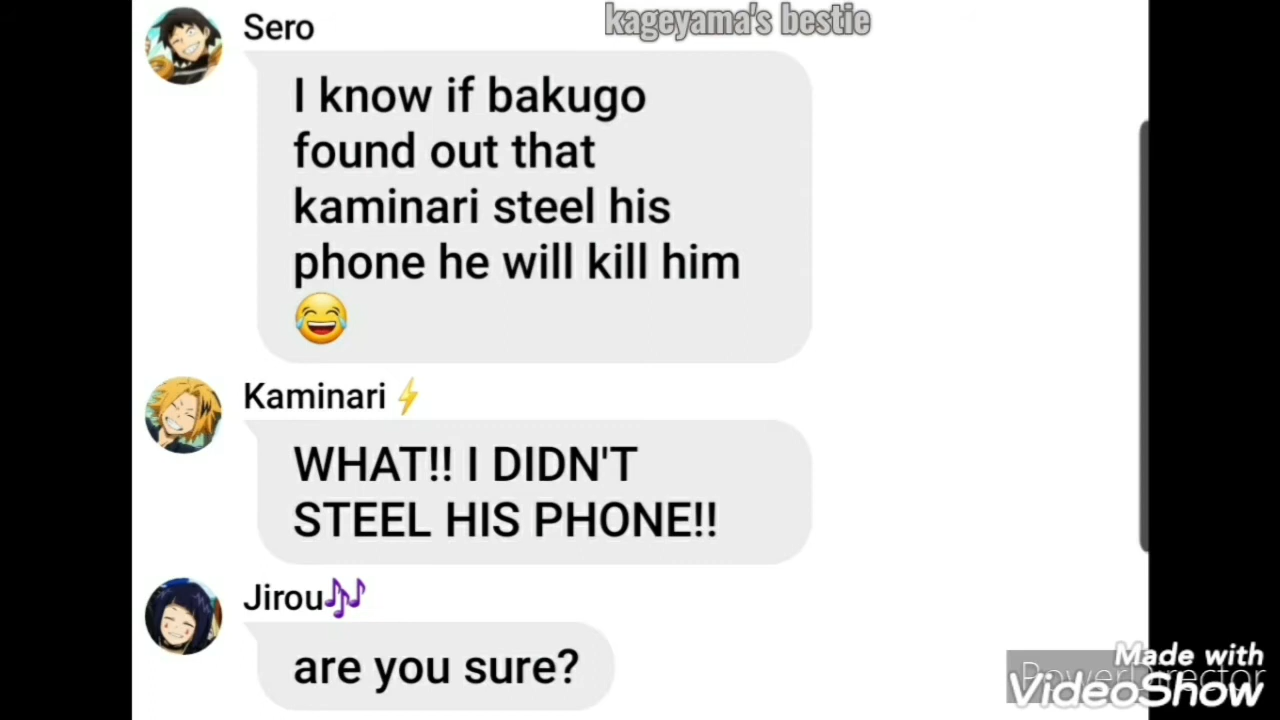 kageyama's bestie
Sero
I know if bakugo
found out that
kaminari steel his
phone he will kill him
😂
Kaminari⚡
WHAT!! I DIDN'T
STEEL HIS PHONE!!
Jirou🎶
are you sure?
Made with
PowerDirector
VideoShow